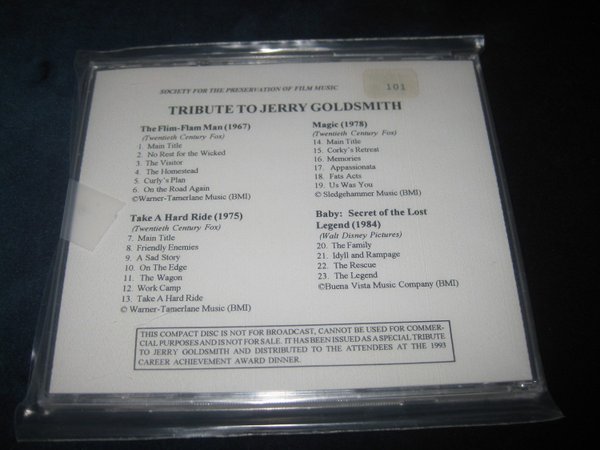 SOCIETY FOR THE PRESERVATION OF FILM MUSIC
101
TRIBUTE TO JERRY GOLDSMITH
The Flim-Flam Man (1967)
(Twentieth Century Fox)
1. Main Title
2. No Rest for the Wicked
3. The Visitor
4. The Homestead
5. Curly's Plan
6. On the Road Again
©Warner-Tamerlane Music (BMI)
Take A Hard Ride (1975)
(Twentieth Century Fox)
7. Main Title
8. Friendly Enemies
9. A Sad Story
10. On The Edge
11. The Wagon
12. Work Camp
13. Take A Hard Ride
© Warner-Tamerlane Music (BMI)
Magic (1978)
(Twentieth Century Fox)
14. Main Title
15. Corky's Retreat
16. Memories
17. Appassionata
18. Fats Acts
19. Us Was You
© Sledgehammer Music (BMI)
Baby: Secret of the Lost
Legend (1984)
(Walt Disney Pictures)
20. The Family
21. Idyll and Rampage
22. The Rescue
23. The Legend
©Buena Vista Music Company (BMI)
THIS COMPACT DISC IS NOT FOR BROADCAST, CANNOT BE USED FOR COMMER-
CIAL PURPOSES AND IS NOT FOR SALE. IT HAS BEEN ISSUED AS A SPECIAL TRIBUTE
TO JERRY GOLDSMITH AND DISTRIBUTED TO THE ATTENDEES AT THE 1993
CAREER ACHIEVEMENT AWARD DINNER.